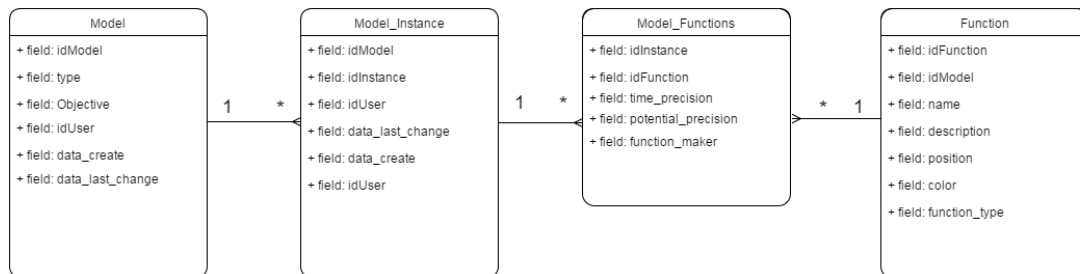 Model
+ field: idModel
+ field: type
+ field: Objective
+ field: idUser
+ field: data_create
+ field: data_last_change
1
*
Model_Instance
+ field: idModel
+ field: idInstance
+ field: idUser
+ field: data_last_change
+ field: data_create
+ field: idUser
1
*
Model_Functions
+ field: idInstance
+ field: idFunction
+ field: time_precision
+ field: potential_precision
+ field: function_maker
*
1
Function
+ field: idFunction
+ field: idModel
+ field: name
+ field: description
+ field: position
+ field: color
+ field: function_type